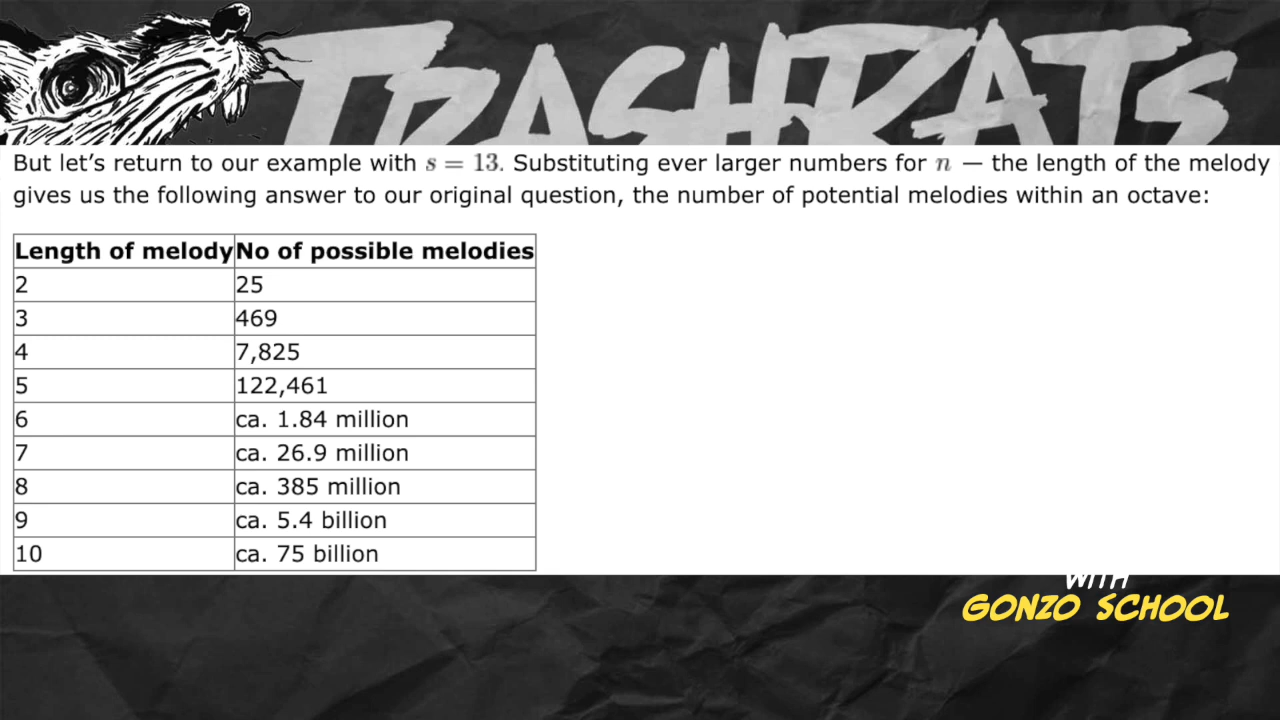 TRASHRATS
But let’s return to our example with s = 13. Substituting ever larger numbers for n — the length of the melody
gives us the following answer to our original question, the number of potential melodies within an octave:
Length of melody No of possible melodies
2 25
3 469
4 7,825
5 122,461
6 ca. 1.84 million
7 ca. 26.9 million
8 ca. 385 million
9 ca. 5.4 billion
10 ca. 75 billion
WITH
GONZO SCHOOL